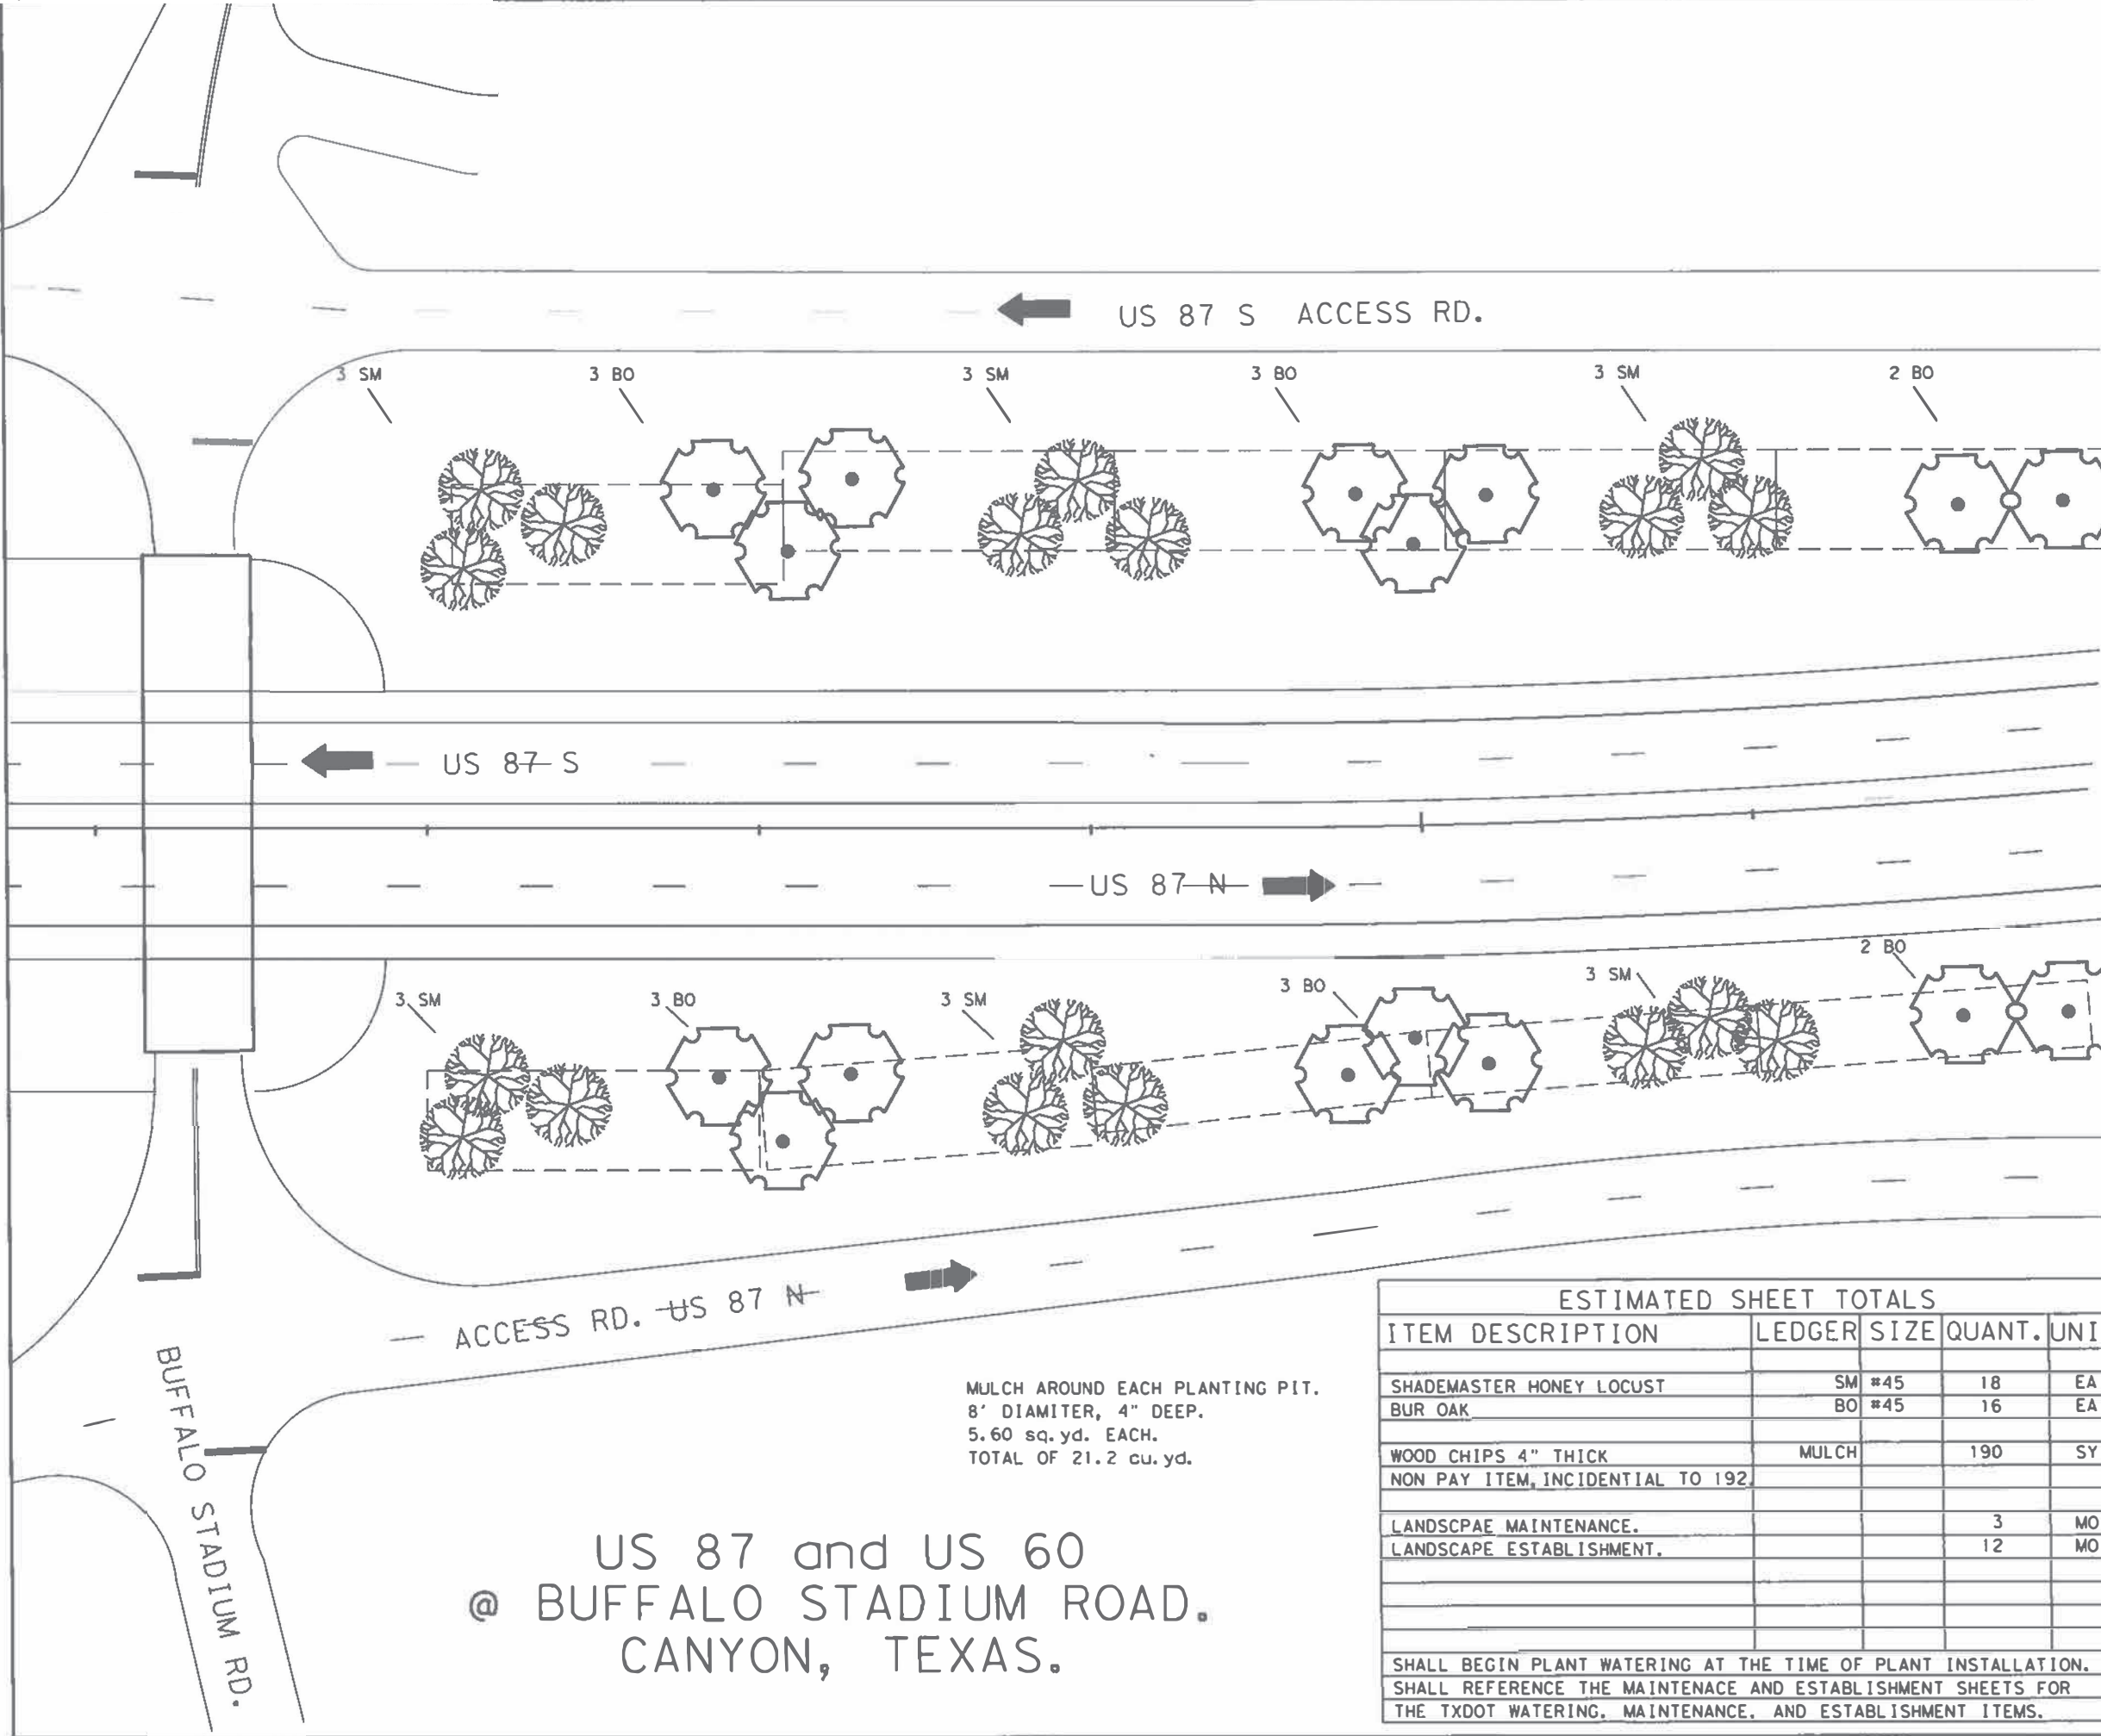 US 87 S ACCESS RD.
3 SM
3 BO
3 SM
3 BO
3 SM
2 BO
US 87 S
US 87 N
3 SM
3 BO
3 SM
3 BO
3 SM
2 BO
ACCESS RD. US 87 N
BUFFALO STADIUM RD.
MULCH AROUND EACH PLANTING PIT.
8' DIAMITER, 4" DEEP.
5.60 sq.yd. EACH.
TOTAL OF 21.2 cu.yd.
US 87 and US 60
@ BUFFALO STADIUM ROAD.
CANYON, TEXAS.
ESTIMATED SHEET TOTALS
ITEM DESCRIPTION LEDGER SIZE QUANT. UNI
SHADEMASTER HONEY LOCUST SM #45 18 EA
BUR OAK BO #45 16 EA
WOOD CHIPS 4" THICK MULCH 190 SY
NON PAY ITEM, INCIDENTIAL TO 192
LANDSCPAE MAINTENANCE. 3 MO
LANDSCAPE ESTABLISHMENT. 12 MO
SHALL BEGIN PLANT WATERING AT THE TIME OF PLANT INSTALLATION.
SHALL REFERENCE THE MAINTENACE AND ESTABLISHMENT SHEETS FOR
THE TXDOT WATERING, MAINTENANCE, AND ESTABLISHMENT ITEMS.